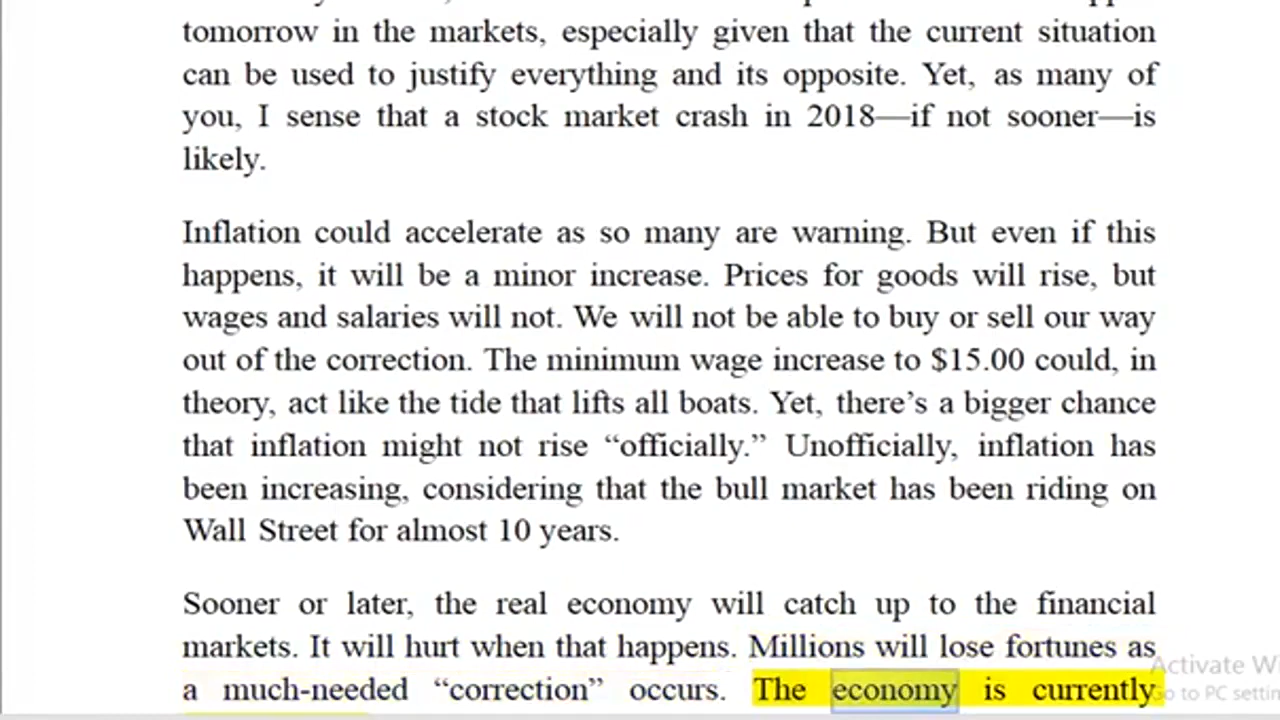 tomorrow in the markets, especially given that the current situation
can be used to justify everything and its opposite. Yet, as many of
you, I sense that a stock market crash in 2018—if not sooner—is
likely.
Inflation could accelerate as so many are warning. But even if this
happens, it will be a minor increase. Prices for goods will rise, but
wages and salaries will not. We will not be able to buy or sell our way
out of the correction. The minimum wage increase to $15.00 could, in
theory, act like the tide that lifts all boats. Yet, there’s a bigger chance
that inflation might not rise “officially.” Unofficially, inflation has
been increasing, considering that the bull market has been riding on
Wall Street for almost 10 years.
Sooner or later, the real economy will catch up to the financial
markets. It will hurt when that happens. Millions will lose fortunes as
a much-needed “correction” occurs. The economy is currently
Activate Wi
Go to PC settin